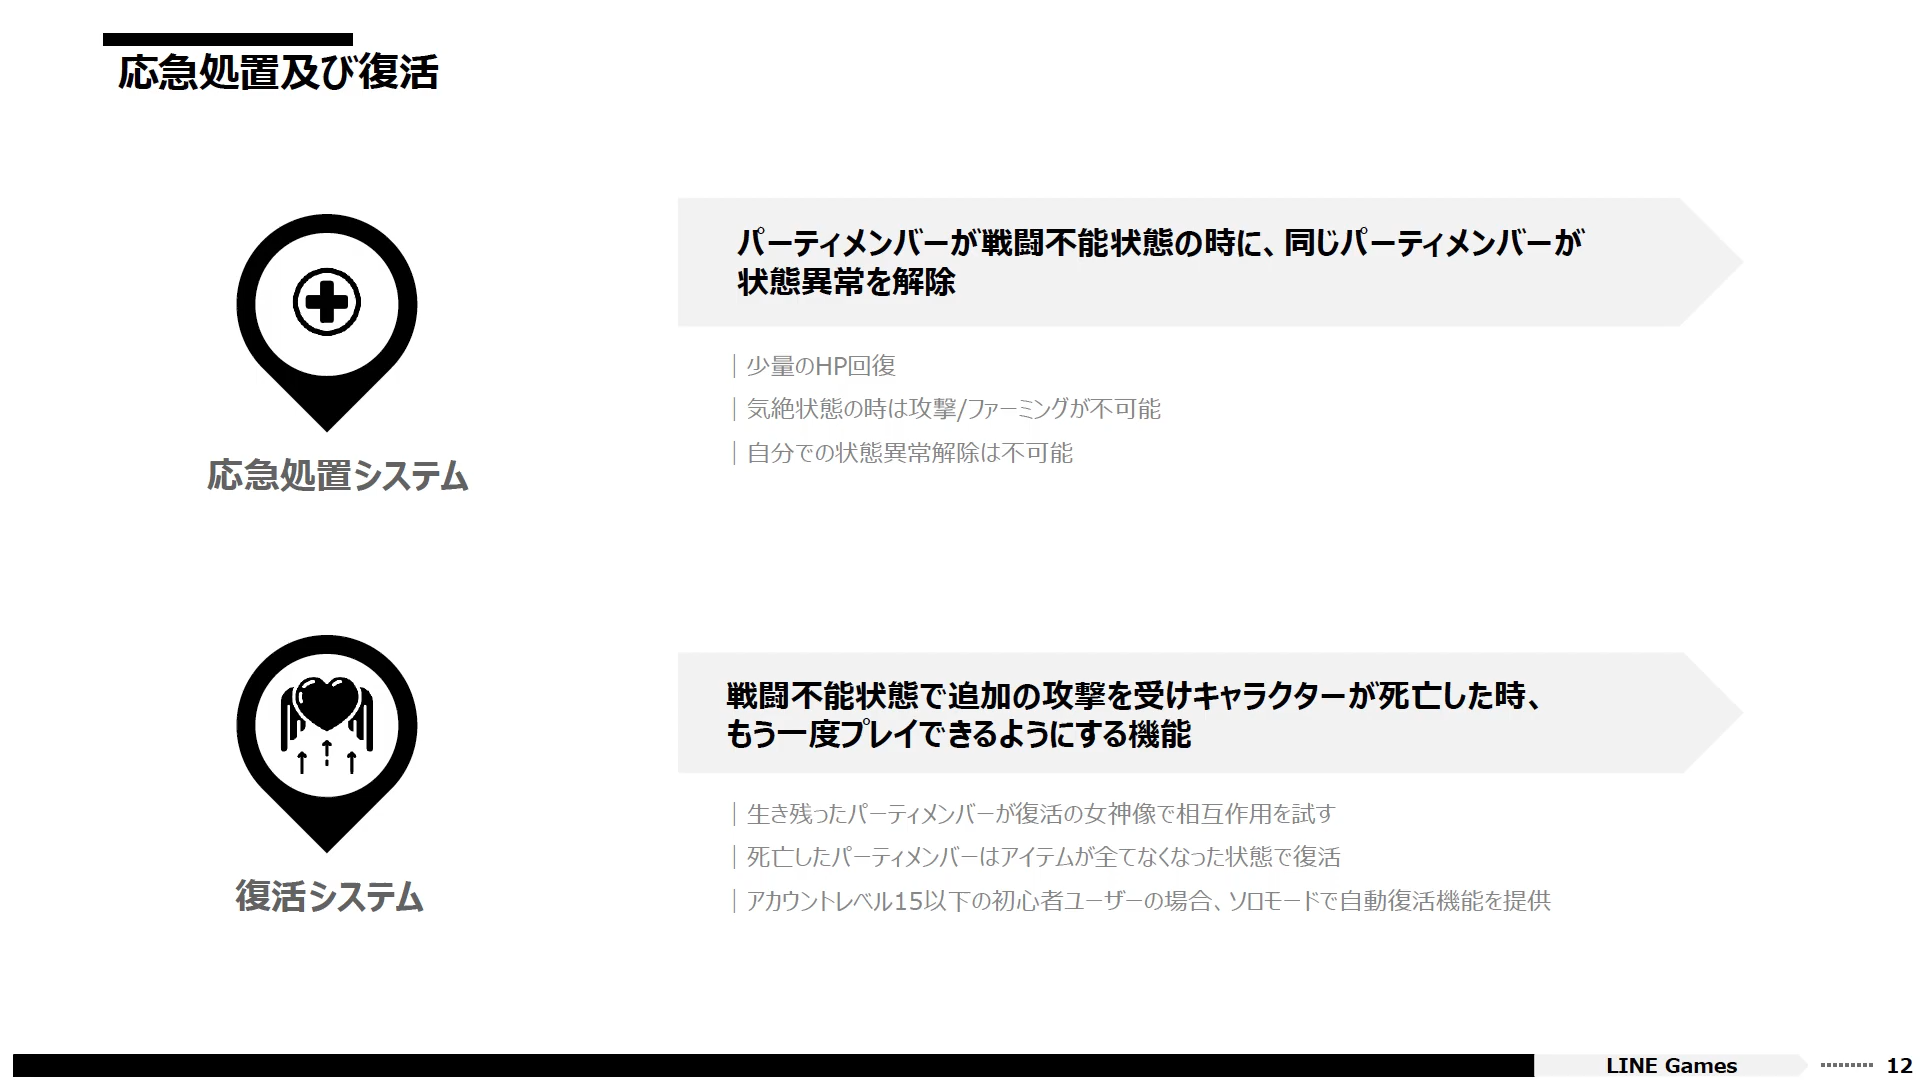 応急処置及び復活
パーティメンバーが戦闘不能状態の時に、同じパーティメンバーが
状態異常を解除
｜少量のHP回復
｜気絶状態の時は攻撃/ファーミングが不可能
｜自分での状態異常解除は不可能
応急処置システム
戦闘不能状態で追加の攻撃を受けキャラクターが死亡した時、
もう一度プレイできるようにする機能
｜生き残ったパーティメンバーが復活の女神像で相互作用を試す
｜死亡したパーティメンバーはアイテムが全てなくなった状態で復活
｜アカウントレベル15以下の初心者ユーザーの場合、ソロモードで自動復活機能を提供
復活システム
LINE Games
12